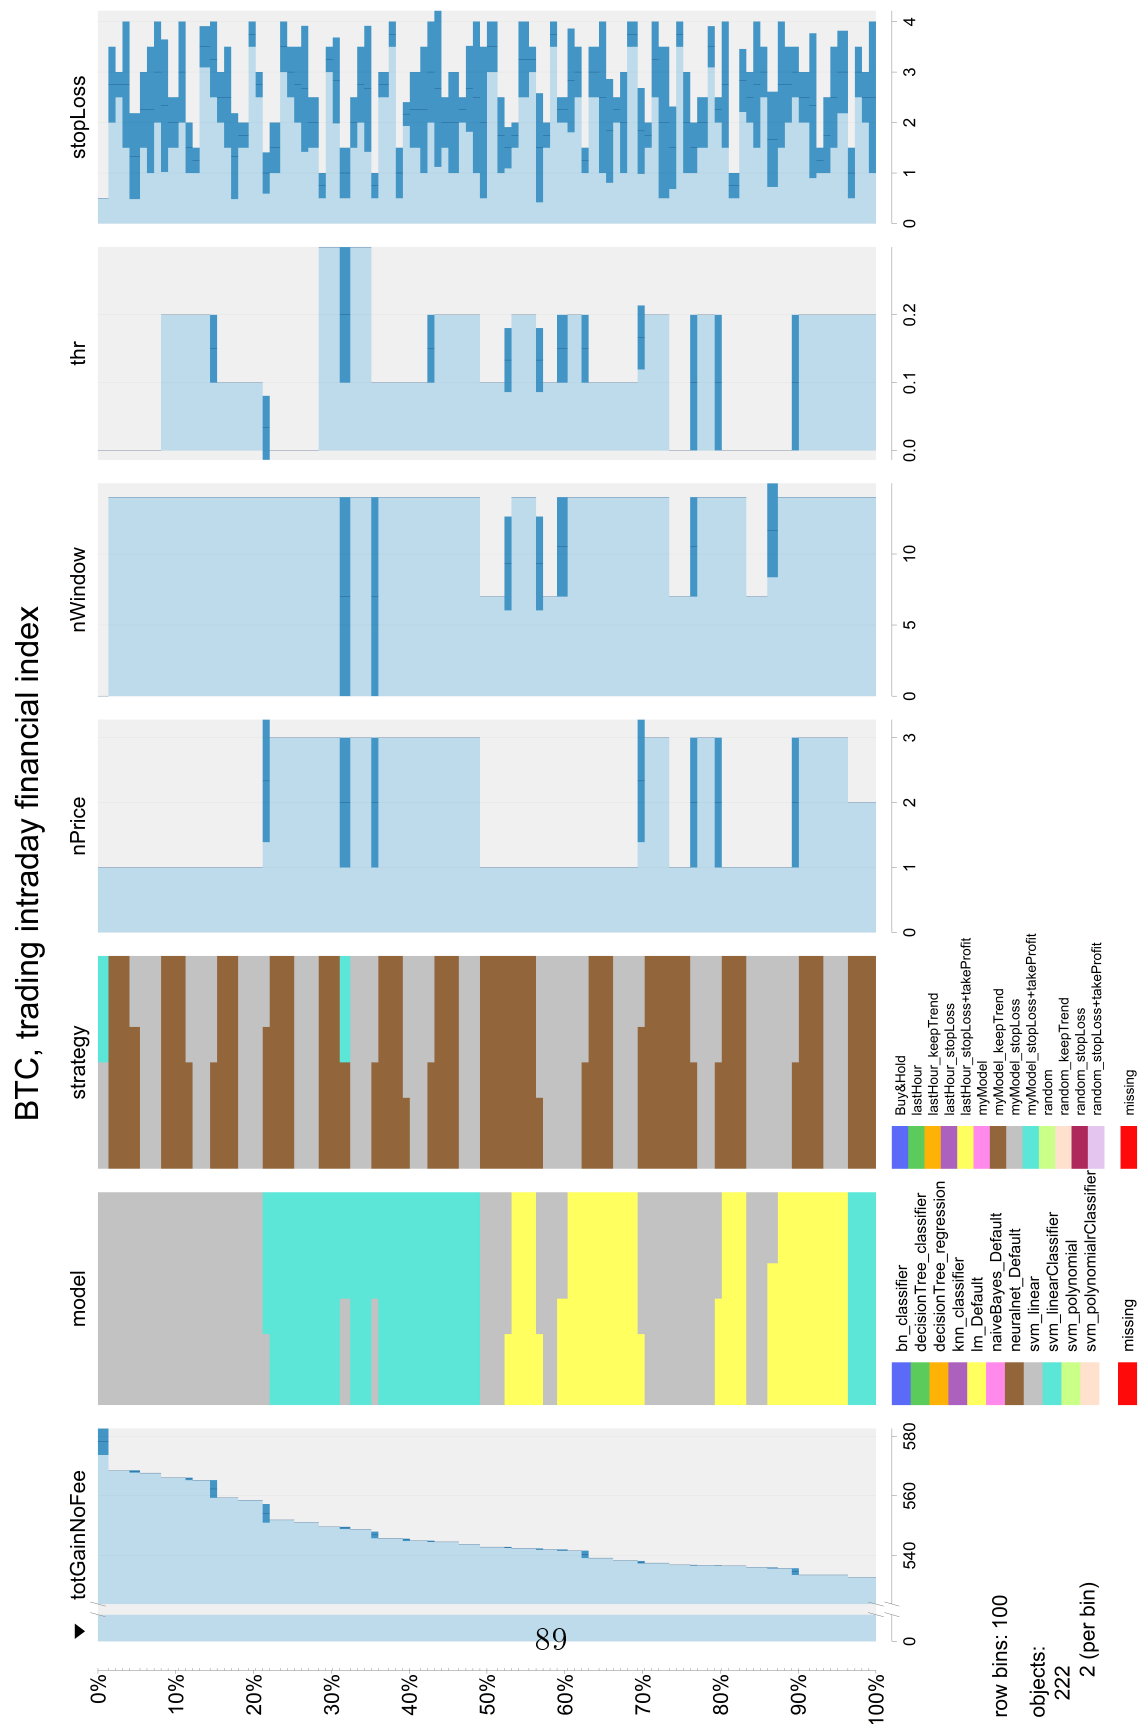 BTC, trading intraday financial index
totGainNoFee
model
strategy
nPrice
nWindow
thr
stopLoss
0%
10%
20%
30%
40%
50%
60%
70%
80%
90%
100%
0
540
560
580
0
1
2
3
0
5
10
0.0
0.1
0.2
0
1
2
3
4
row bins: 100
objects:
222
2 (per bin)
bn_classifier
decisionTree_classifier
decisionTree_regression
knn_classifier
lm_Default
naiveBayes_Default
neuralnet_Default
svm_linear
svm_linearClassifier
svm_polynomial
svm_polynomialrClassifier
missing
Buy&Hold
lastHour
lastHour_keepTrend
lastHour_stopLoss
lastHour_stopLoss+takeProfit
myModel
myModel_keepTrend
myModel_stopLoss
myModel_stopLoss+takeProfit
random
random_keepTrend
random_stopLoss
random_stopLoss+takeProfit
missing
89